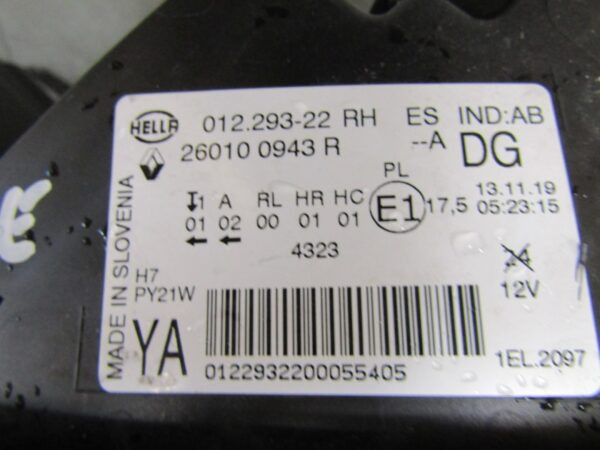 HELLA 012.293-22 RH ES IND:AB
26010 0943 R --A DG
PL
1 A RL HR HC E1 17,5 13.11.19
01 02 00 01 01 05:23:15
4323
24
12V
H7
PY21W
YA
0122932200055405
1EL.2097
MADE IN SLOVENIA